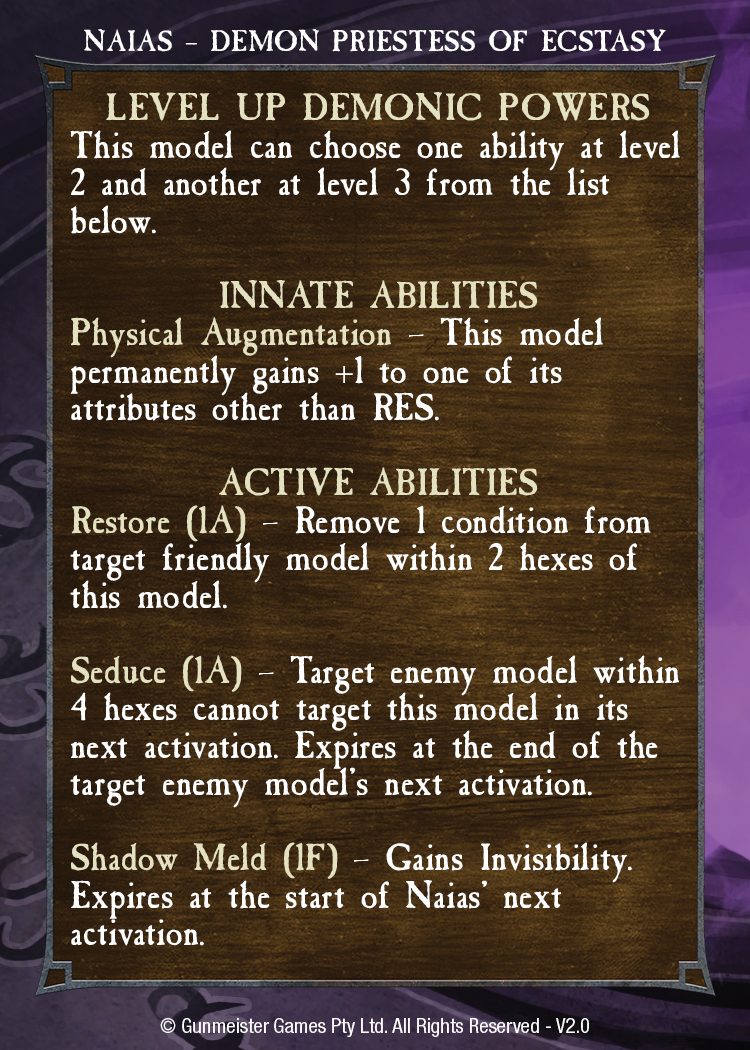 NAIAS – DEMON PRIESTESS OF ECSTASY
LEVEL UP DEMONIC POWERS
This model can choose one ability at level
2 and another at level 3 from the list
below.
INNATE ABILITIES
Physical Augmentation – This model
permanently gains +1 to one of its
attributes other than RES.
ACTIVE ABILITIES
Restore (1A) – Remove 1 condition from
target friendly model within 2 hexes of
this model.
Seduce (1A) – Target enemy model within
4 hexes cannot target this model in its
next activation. Expires at the end of the
target enemy model's next activation.
Shadow Meld (1F) – Gains Invisibility.
Expires at the start of Naias' next
activation.
© Gunmeister Games Pty Ltd. All Rights Reserved - V2.0